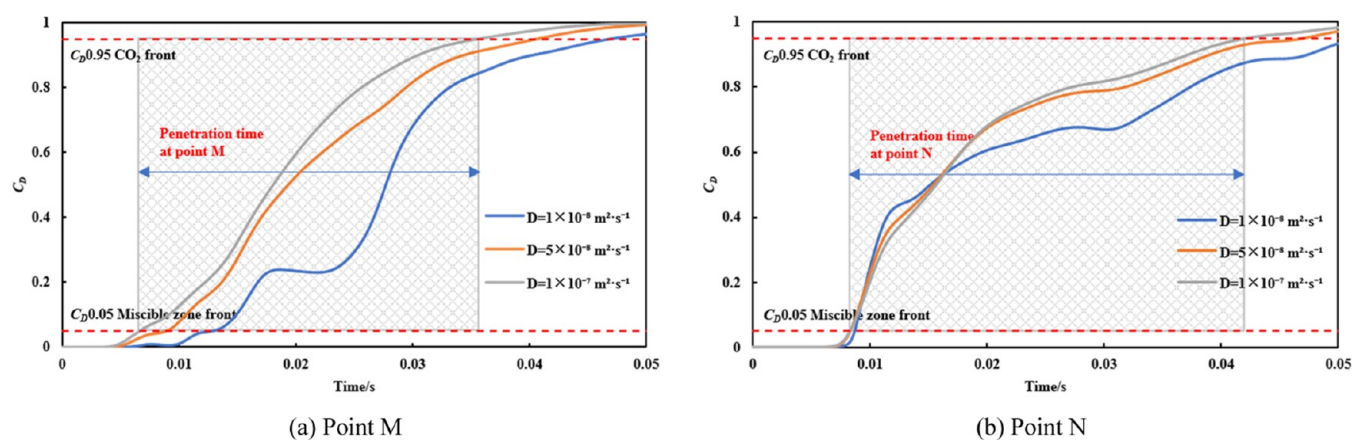 1
0.8
0.6
0.4
0.2
0
C_D
C_D0.95 CO₂ front
Penetration time
at point M
D=1×10⁻⁸ m²·s⁻¹
D=5×10⁻⁸ m²·s⁻¹
D=1×10⁻⁷ m²·s⁻¹
C_D0.05 Miscible zone front
0 0.01 0.02 0.03 0.04 0.05
Time/s
(a) Point M
1
0.8
0.6
0.4
0.2
0
C_D
C_D0.95 CO₂ front
Penetration time
at point N
D=1×10⁻⁸ m²·s⁻¹
D=5×10⁻⁸ m²·s⁻¹
D=1×10⁻⁷ m²·s⁻¹
C_D0.05 Miscible zone front
0 0.01 0.02 0.03 0.04 0.05
Time/s
(b) Point N